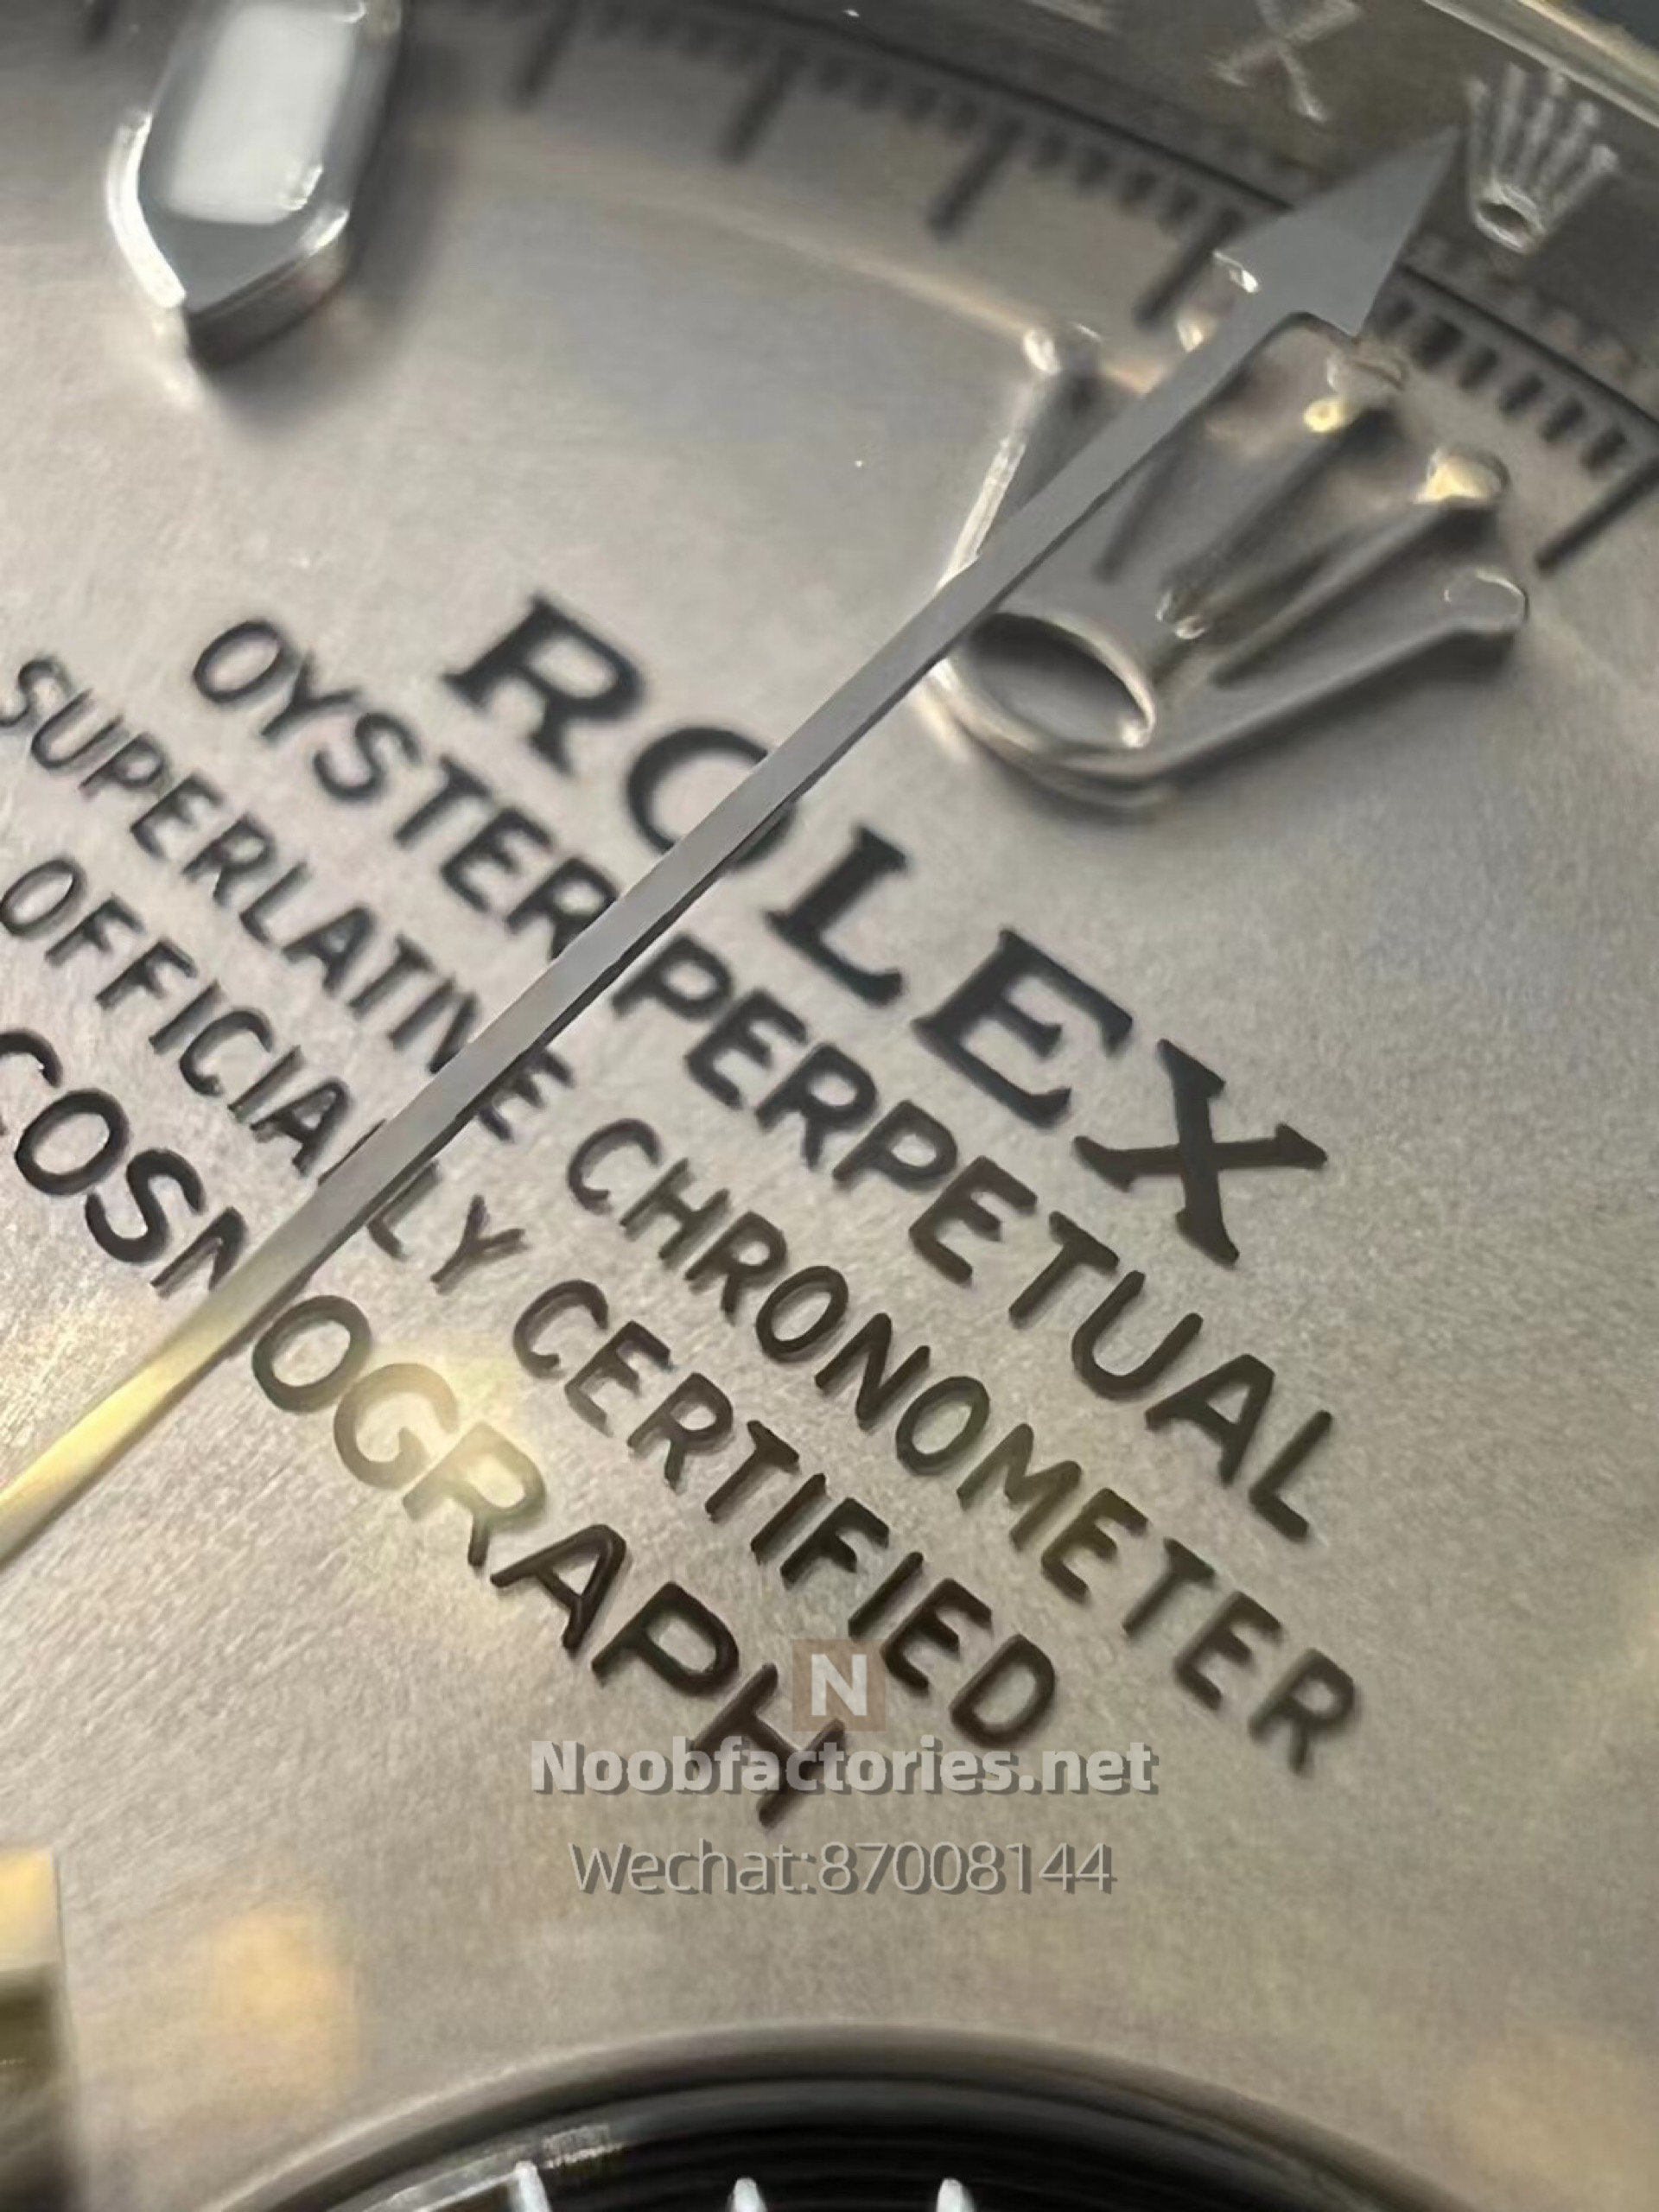 X
ROLEX
OYSTER PERPETUAL
SUPERLATIVE CHRONOMETER
OFFICIALLY CERTIFIED
COSMOGRAPH
N
Noobfactories.net
Wechat:87008144